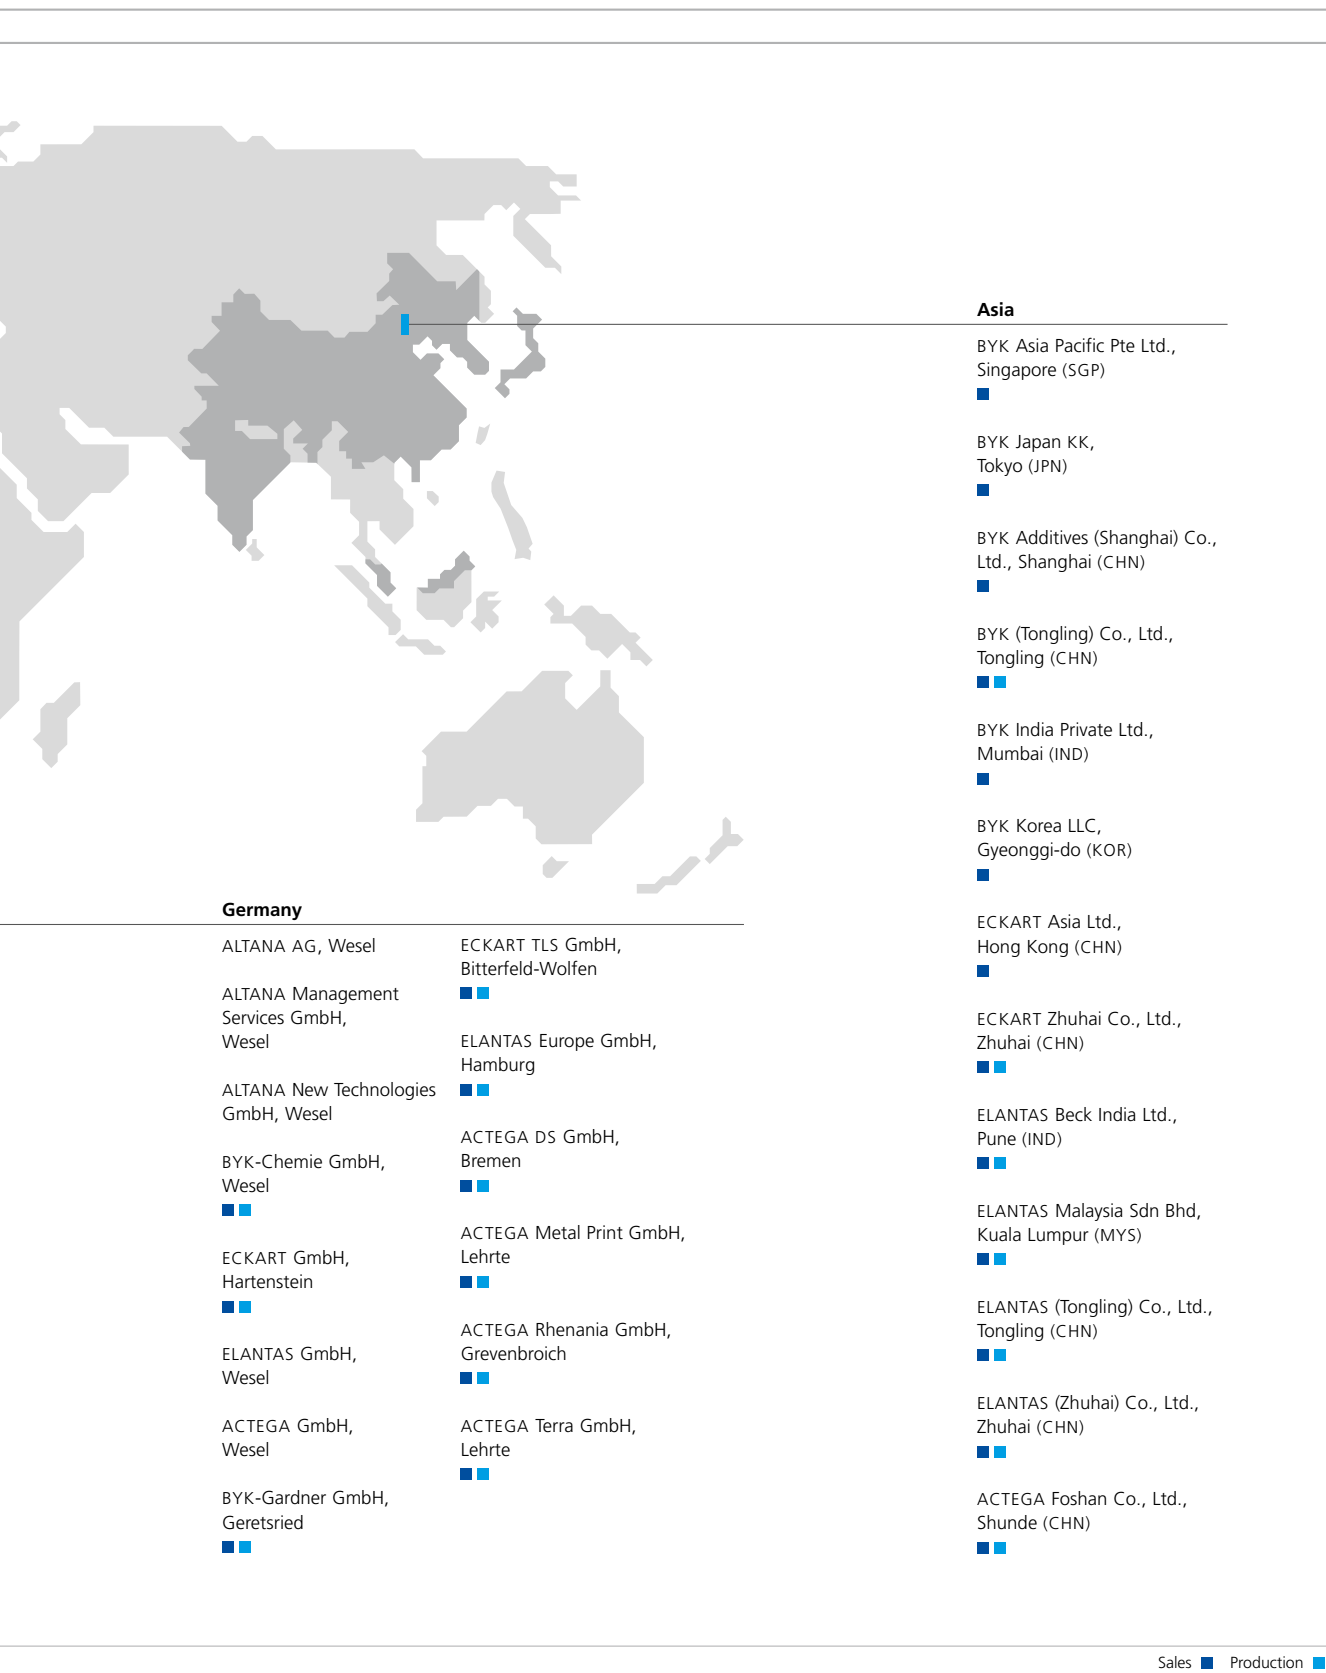 Asia
BYK Asia Pacific Pte Ltd.,
Singapore (SGP)
BYK Japan KK,
Tokyo (JPN)
BYK Additives (Shanghai) Co.,
Ltd., Shanghai (CHN)
BYK (Tongling) Co., Ltd.,
Tongling (CHN)
BYK India Private Ltd.,
Mumbai (IND)
BYK Korea LLC,
Gyeonggi-do (KOR)
ECKART Asia Ltd.,
Hong Kong (CHN)
ECKART Zhuhai Co., Ltd.,
Zhuhai (CHN)
ELANTAS Beck India Ltd.,
Pune (IND)
ELANTAS Malaysia Sdn Bhd,
Kuala Lumpur (MYS)
ELANTAS (Tongling) Co., Ltd.,
Tongling (CHN)
ELANTAS (Zhuhai) Co., Ltd.,
Zhuhai (CHN)
ACTEGA Foshan Co., Ltd.,
Shunde (CHN)
Germany
ALTANA AG, Wesel
ALTANA Management
Services GmbH,
Wesel
ALTANA New Technologies
GmbH, Wesel
BYK-Chemie GmbH,
Wesel
ECKART GmbH,
Hartenstein
ELANTAS GmbH,
Wesel
ACTEGA GmbH,
Wesel
BYK-Gardner GmbH,
Geretsried
ECKART TLS GmbH,
Bitterfeld-Wolfen
ELANTAS Europe GmbH,
Hamburg
ACTEGA DS GmbH,
Bremen
ACTEGA Metal Print GmbH,
Lehrte
ACTEGA Rhenania GmbH,
Grevenbroich
ACTEGA Terra GmbH,
Lehrte
Sales Production